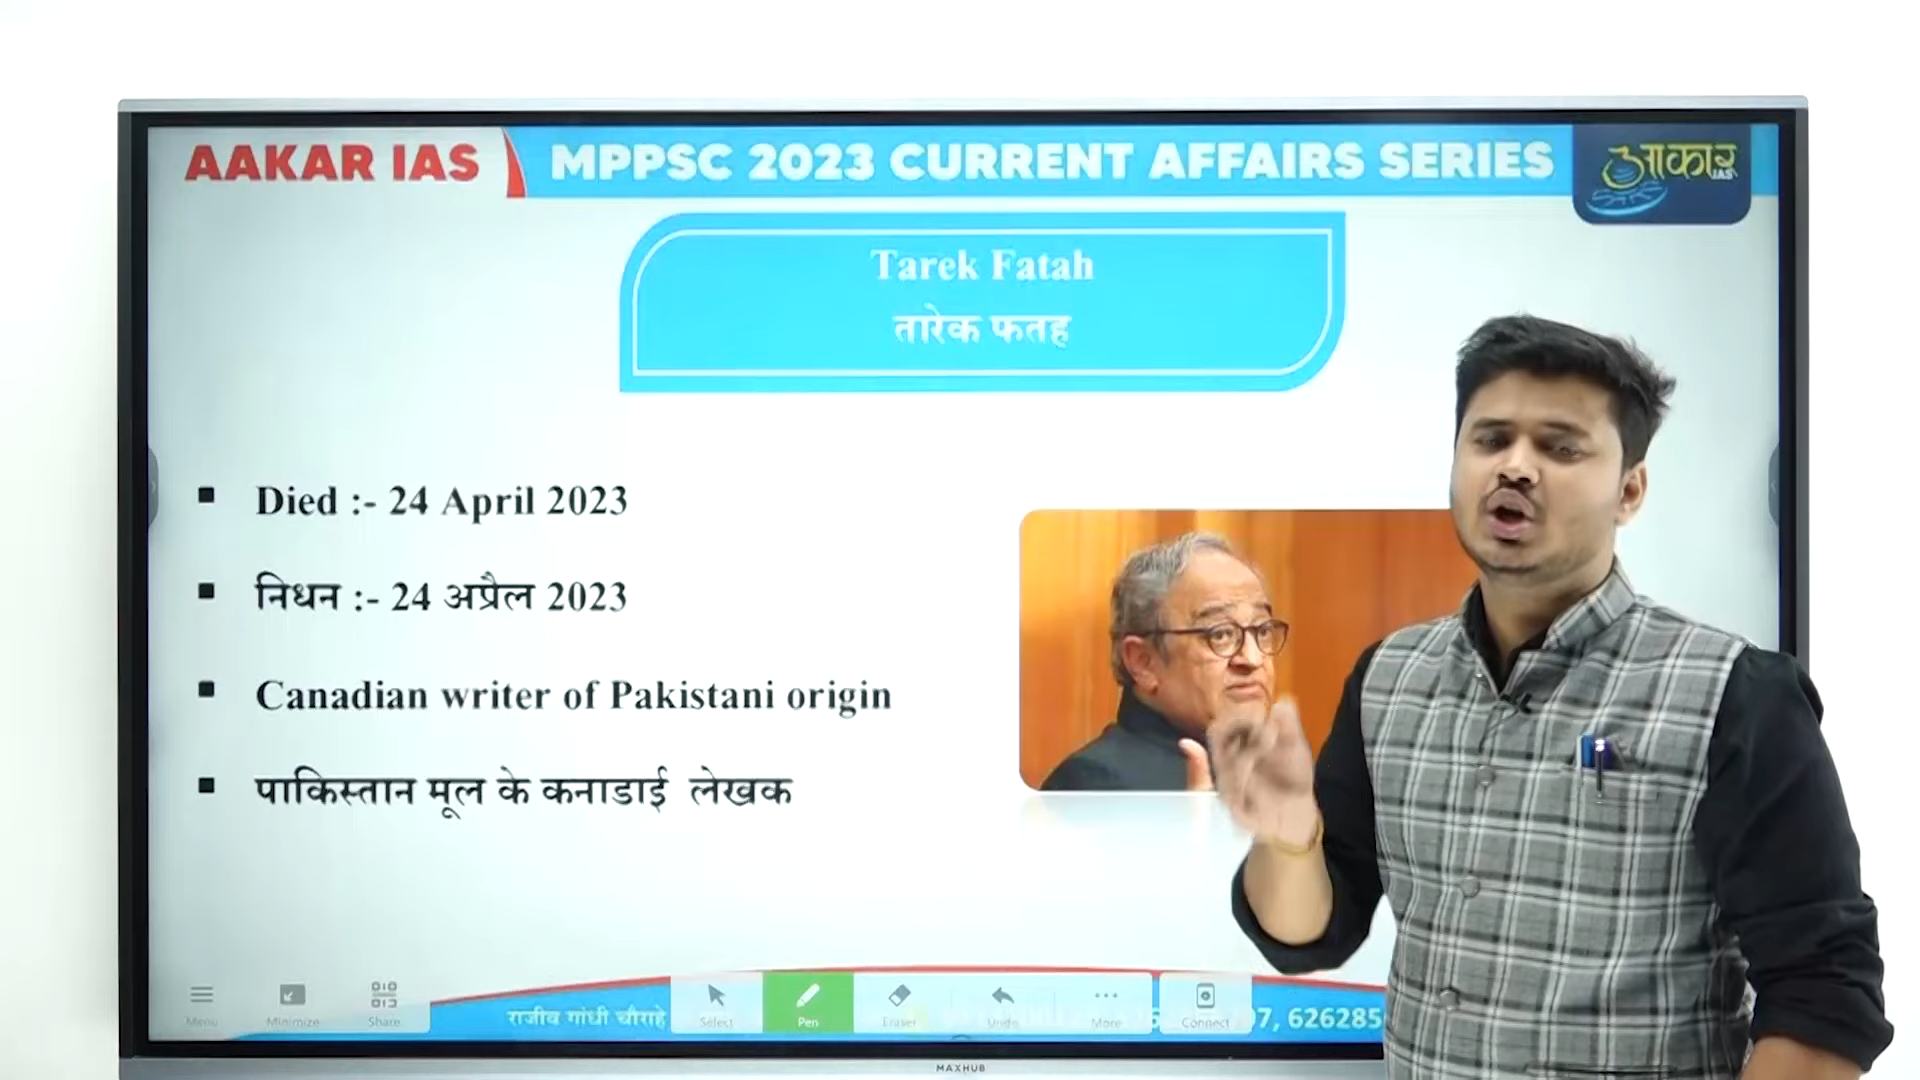 AAKAR IAS MPPSC 2023 CURRENT AFFAIRS SERIES
आकार IAS
Tarek Fatah
तारेक फतह
▪ Died :- 24 April 2023
▪ निधन :- 24 अप्रैल 2023
▪ Canadian writer of Pakistani origin
▪ पाकिस्तान मूल के कनाडाई लेखक
Menu Minimize Share Select Pen Eraser Undo More Connect
राजीव गांधी चौराहे 7, 626285
MAXHUB